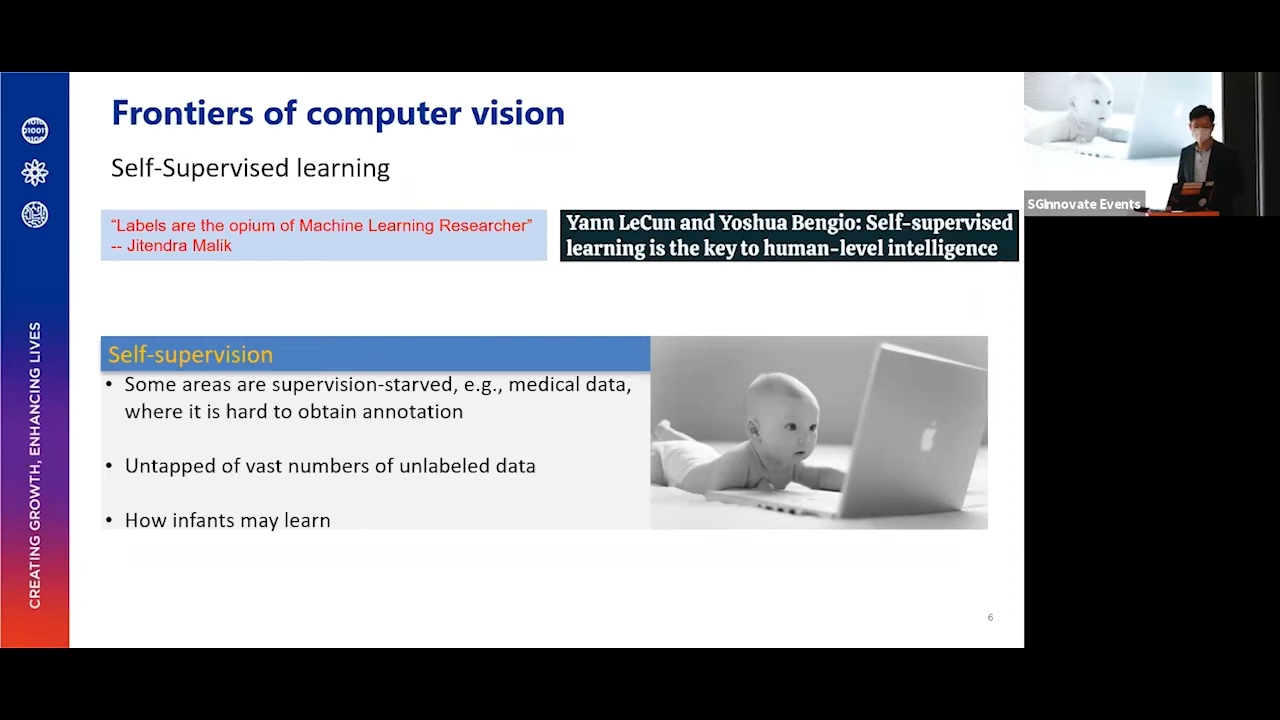 Frontiers of computer vision
Self-Supervised learning
“Labels are the opium of Machine Learning Researcher”
-- Jitendra Malik
Yann LeCun and Yoshua Bengio: Self-supervised
learning is the key to human-level intelligence
Self-supervision
• Some areas are supervision-starved, e.g., medical data,
where it is hard to obtain annotation
• Untapped of vast numbers of unlabeled data
• How infants may learn
6
CREATING GROWTH, ENHANCING LIVES
SGInnovate Events